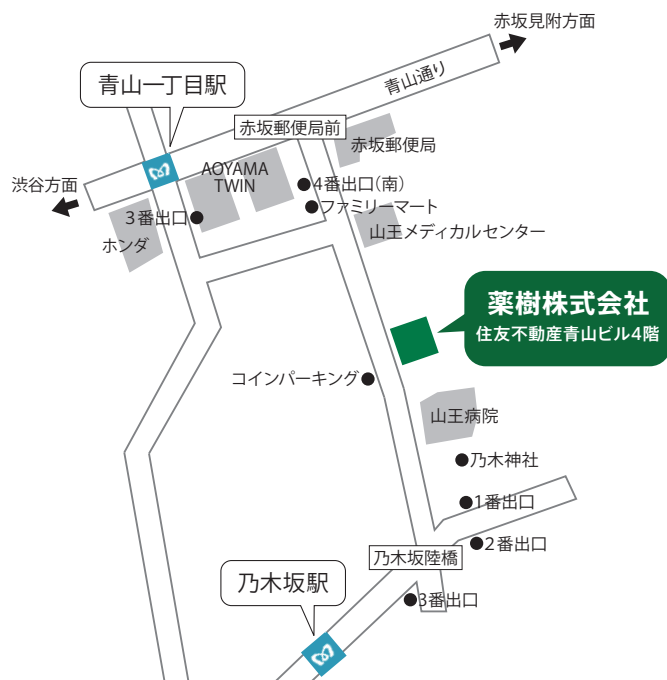 赤坂見附方面
青山一丁目駅
青山通り
赤坂郵便局前
赤坂郵便局
渋谷方面
AOYAMA
TWIN
4番出口(南)
ファミリーマート
3番出口
ホンダ
山王メディカルセンター
薬樹株式会社
住友不動産青山ビル4階
コインパーキング
山王病院
乃木神社
1番出口
2番出口
乃木坂陸橋
乃木坂駅
3番出口